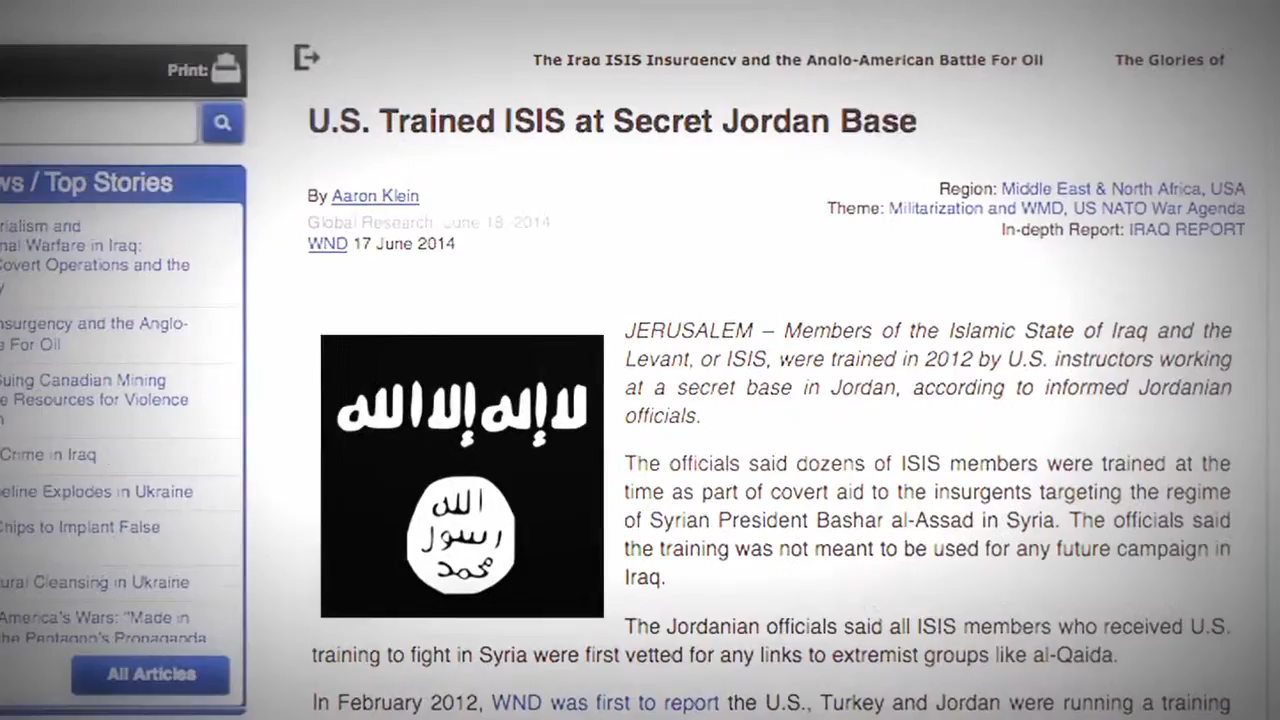 Print:
The Iraq ISIS Insurgency and the Anglo-American Battle For Oil
The Glories of
U.S. Trained ISIS at Secret Jordan Base
ws / Top Stories
By Aaron Klein
Global Research, June 18, 2014
WND 17 June 2014
Region: Middle East & North Africa, USA
Theme: Militarization and WMD, US NATO War Agenda
In-depth Report: IRAQ REPORT
rialism and
nal Warfare in Iraq:
Covert Operations and the
y
nsurgency and the Anglo-
e For Oil
Suing Canadian Mining
e Resources for Violence
n
Crime in Iraq
eline Explodes in Ukraine
Chips to Implant False
ural Cleansing in Ukraine
America's Wars: "Made in
the Pentagon's Propaganda
All Articles
لا إله إلا الله
الله
رسول
محمد
JERUSALEM – Members of the Islamic State of Iraq and the
Levant, or ISIS, were trained in 2012 by U.S. instructors working
at a secret base in Jordan, according to informed Jordanian
officials.
The officials said dozens of ISIS members were trained at the
time as part of covert aid to the insurgents targeting the regime
of Syrian President Bashar al-Assad in Syria. The officials said
the training was not meant to be used for any future campaign in
Iraq.
The Jordanian officials said all ISIS members who received U.S.
training to fight in Syria were first vetted for any links to extremist groups like al-Qaida.
In February 2012, WND was first to report the U.S., Turkey and Jordan were running a training